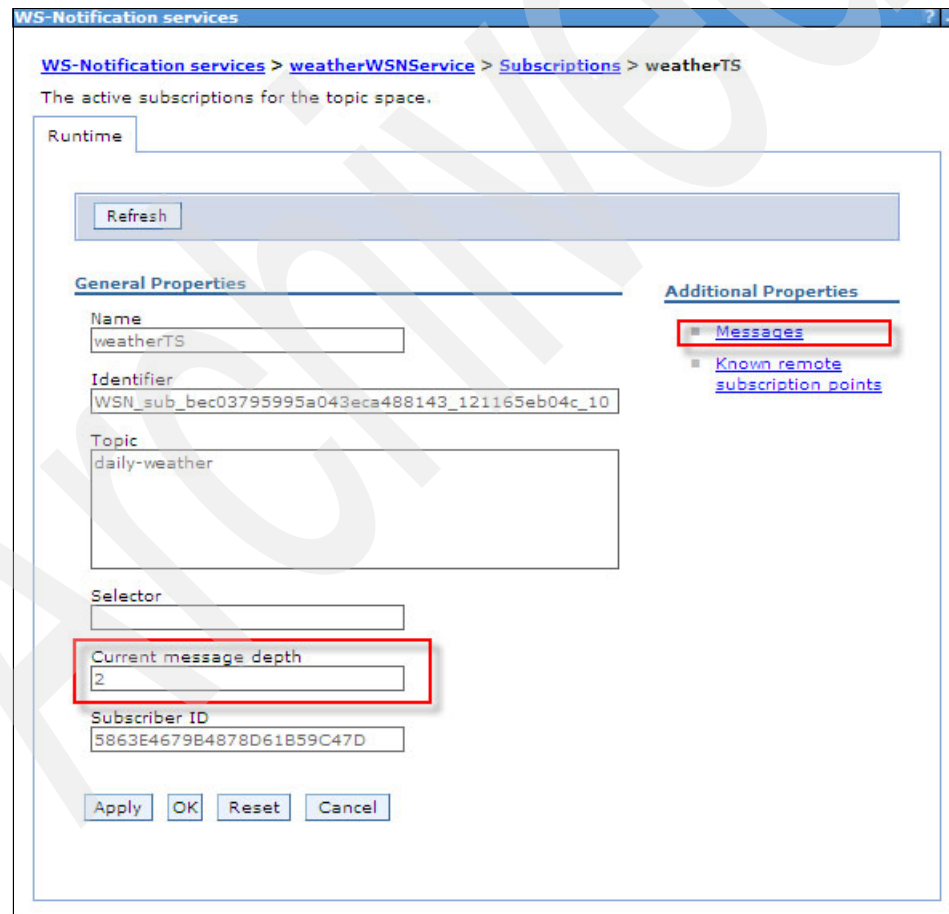 WS-Notification services ?
WS-Notification services > weatherWSNService > Subscriptions > weatherTS
The active subscriptions for the topic space.
Runtime
Refresh
General Properties
Name
weatherTS
Identifier
WSN_sub_bec03795995a043eca488143_121165eb04c_10
Topic
daily-weather
Selector
Current message depth
2
Subscriber ID
5863E4679B4878D61B59C47D
Apply OK Reset Cancel
Additional Properties
Messages
Known remote
subscription points
Archived